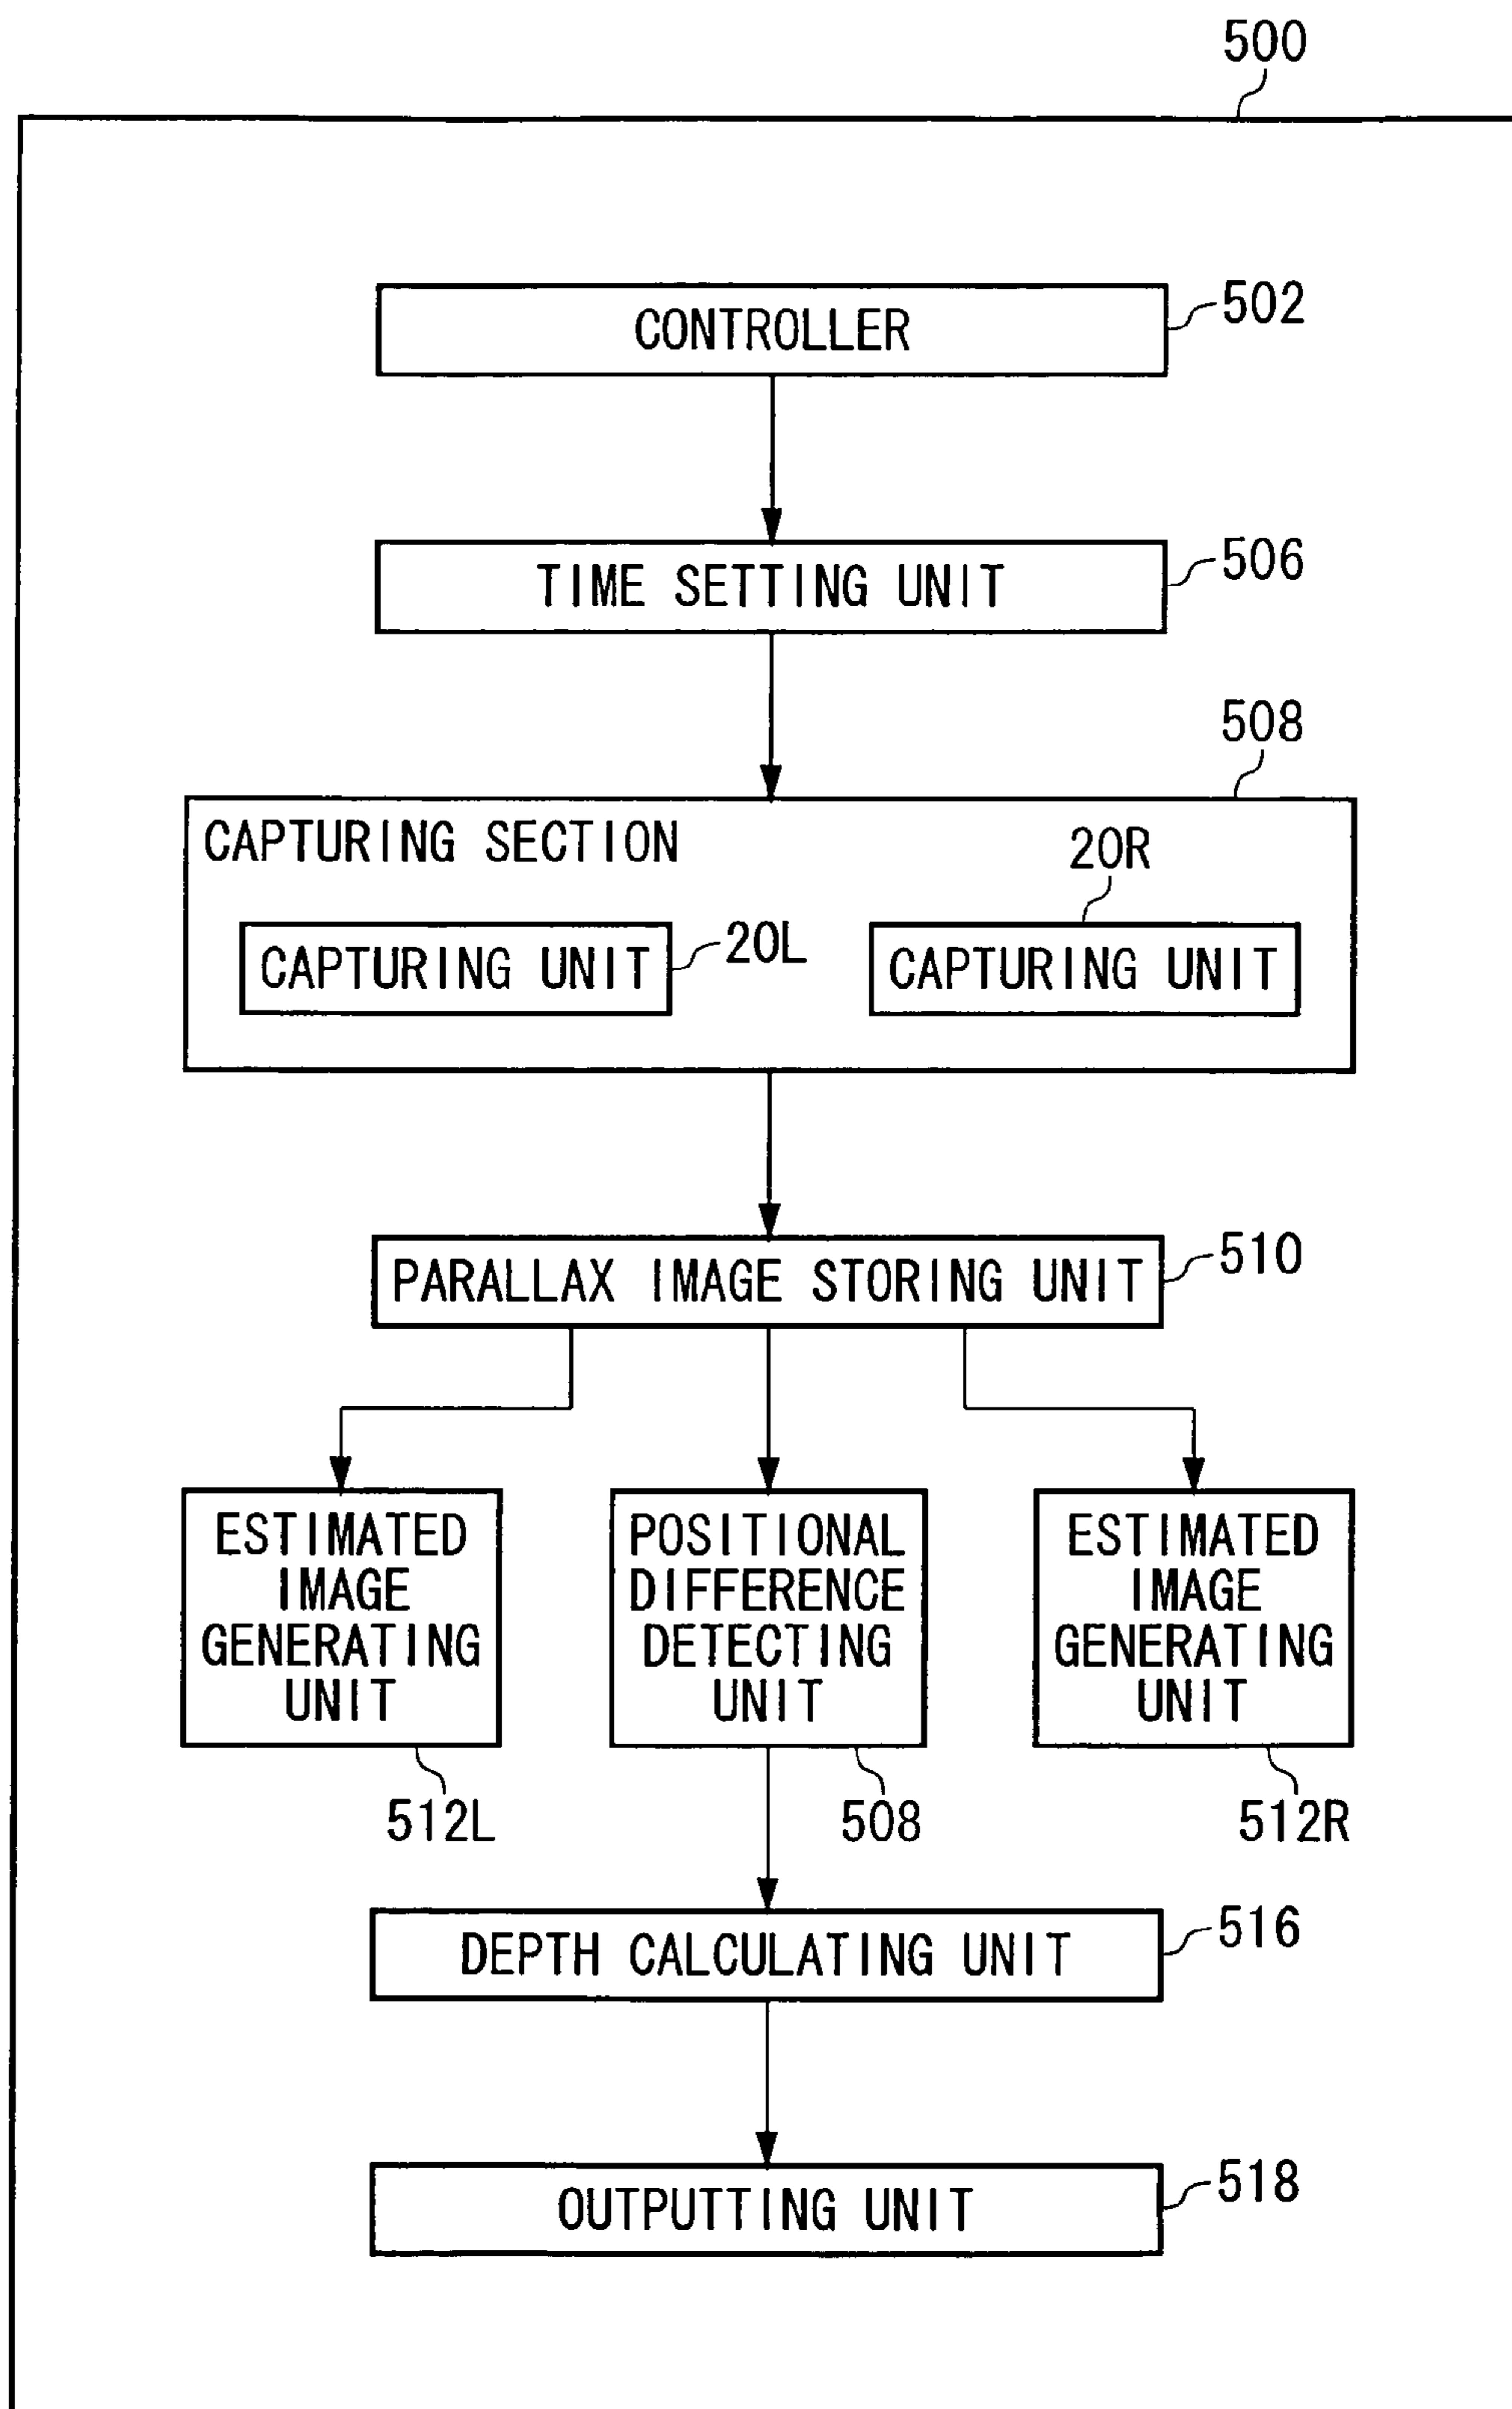 500
CONTROLLER
502
TIME SETTING UNIT
506
508
CAPTURING SECTION
20R
CAPTURING UNIT
20L
CAPTURING UNIT
PARALLAX IMAGE STORING UNIT
510
ESTIMATED
IMAGE
GENERATING
UNIT
POSITIONAL
DIFFERENCE
DETECTING
UNIT
ESTIMATED
IMAGE
GENERATING
UNIT
512L
508
512R
DEPTH CALCULATING UNIT
516
OUTPUTTING UNIT
518